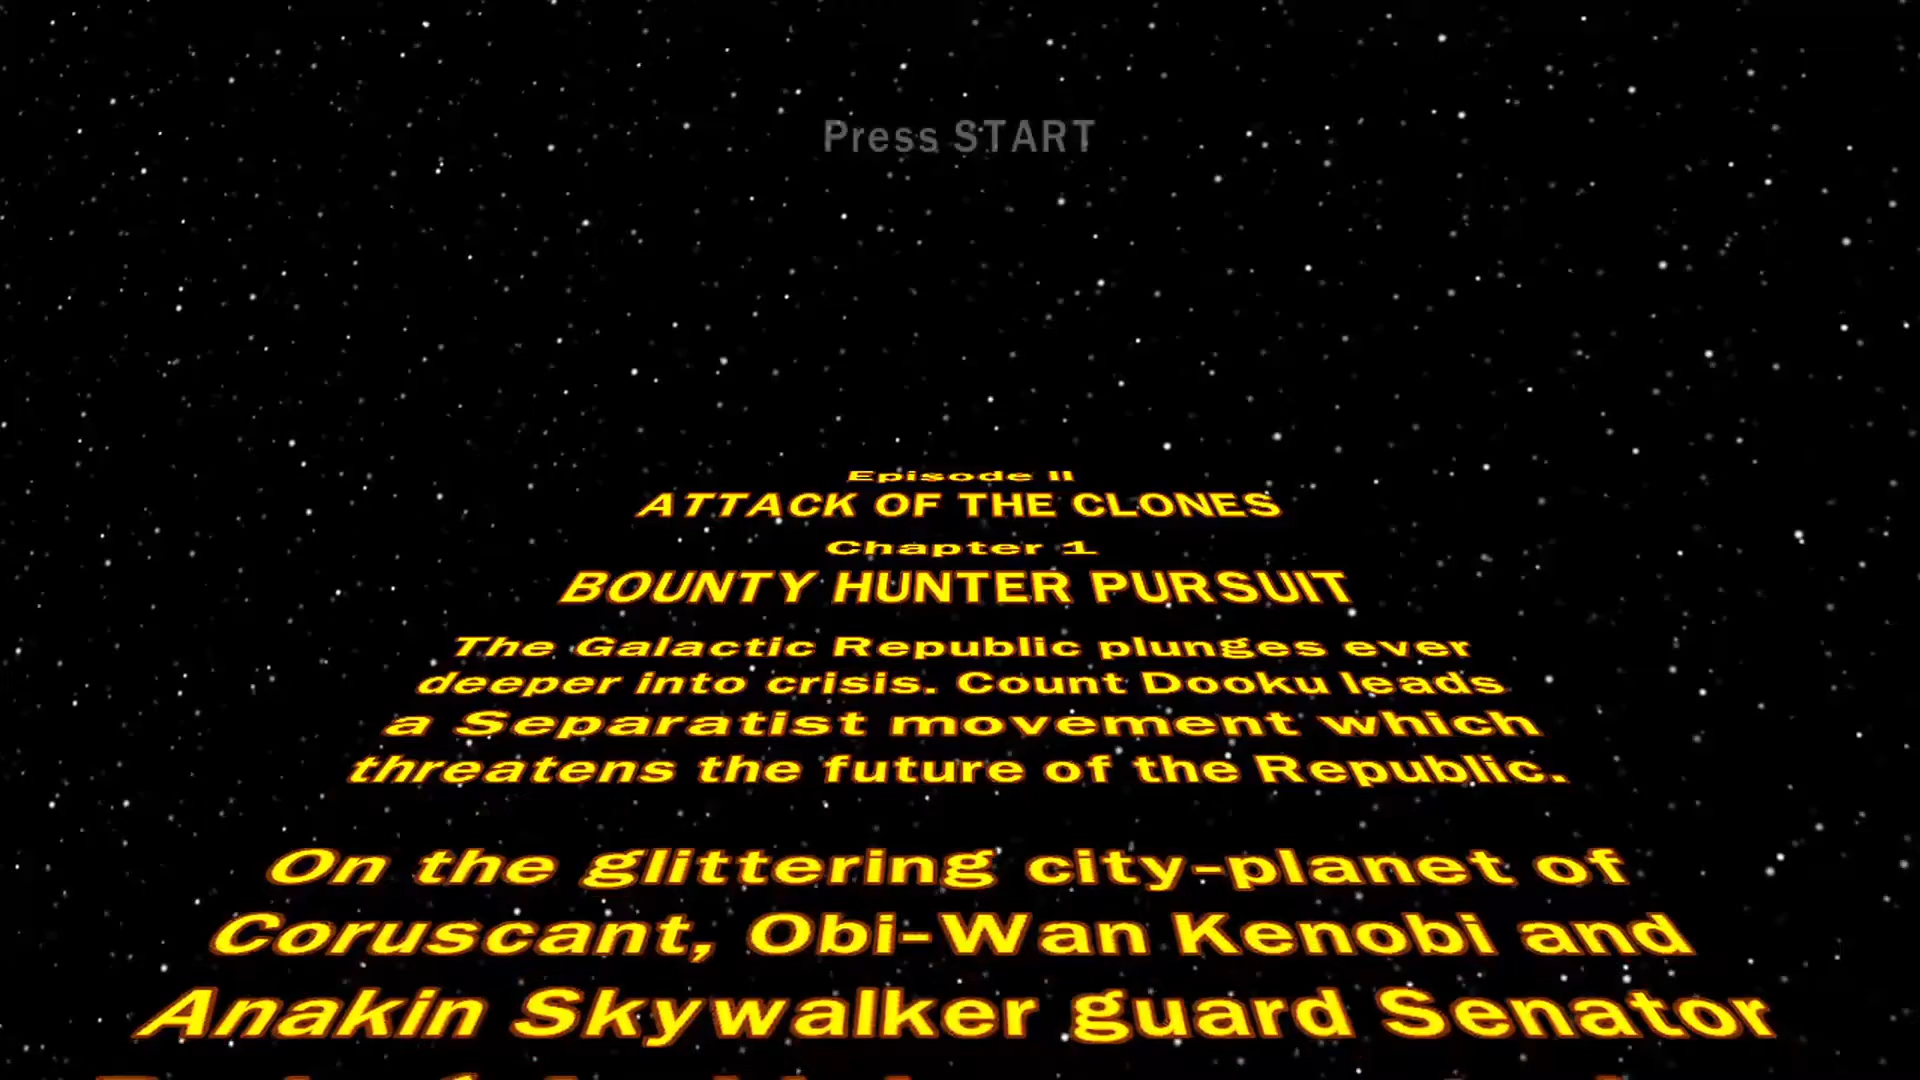 Press START
Episode II
ATTACK OF THE CLONES
Chapter 1
BOUNTY HUNTER PURSUIT
The Galactic Republic plunges ever
deeper into crisis. Count Dooku leads
a Separatist movement which
threatens the future of the Republic.
On the glittering city-planet of
Coruscant, Obi-Wan Kenobi and
Anakin Skywalker guard Senator